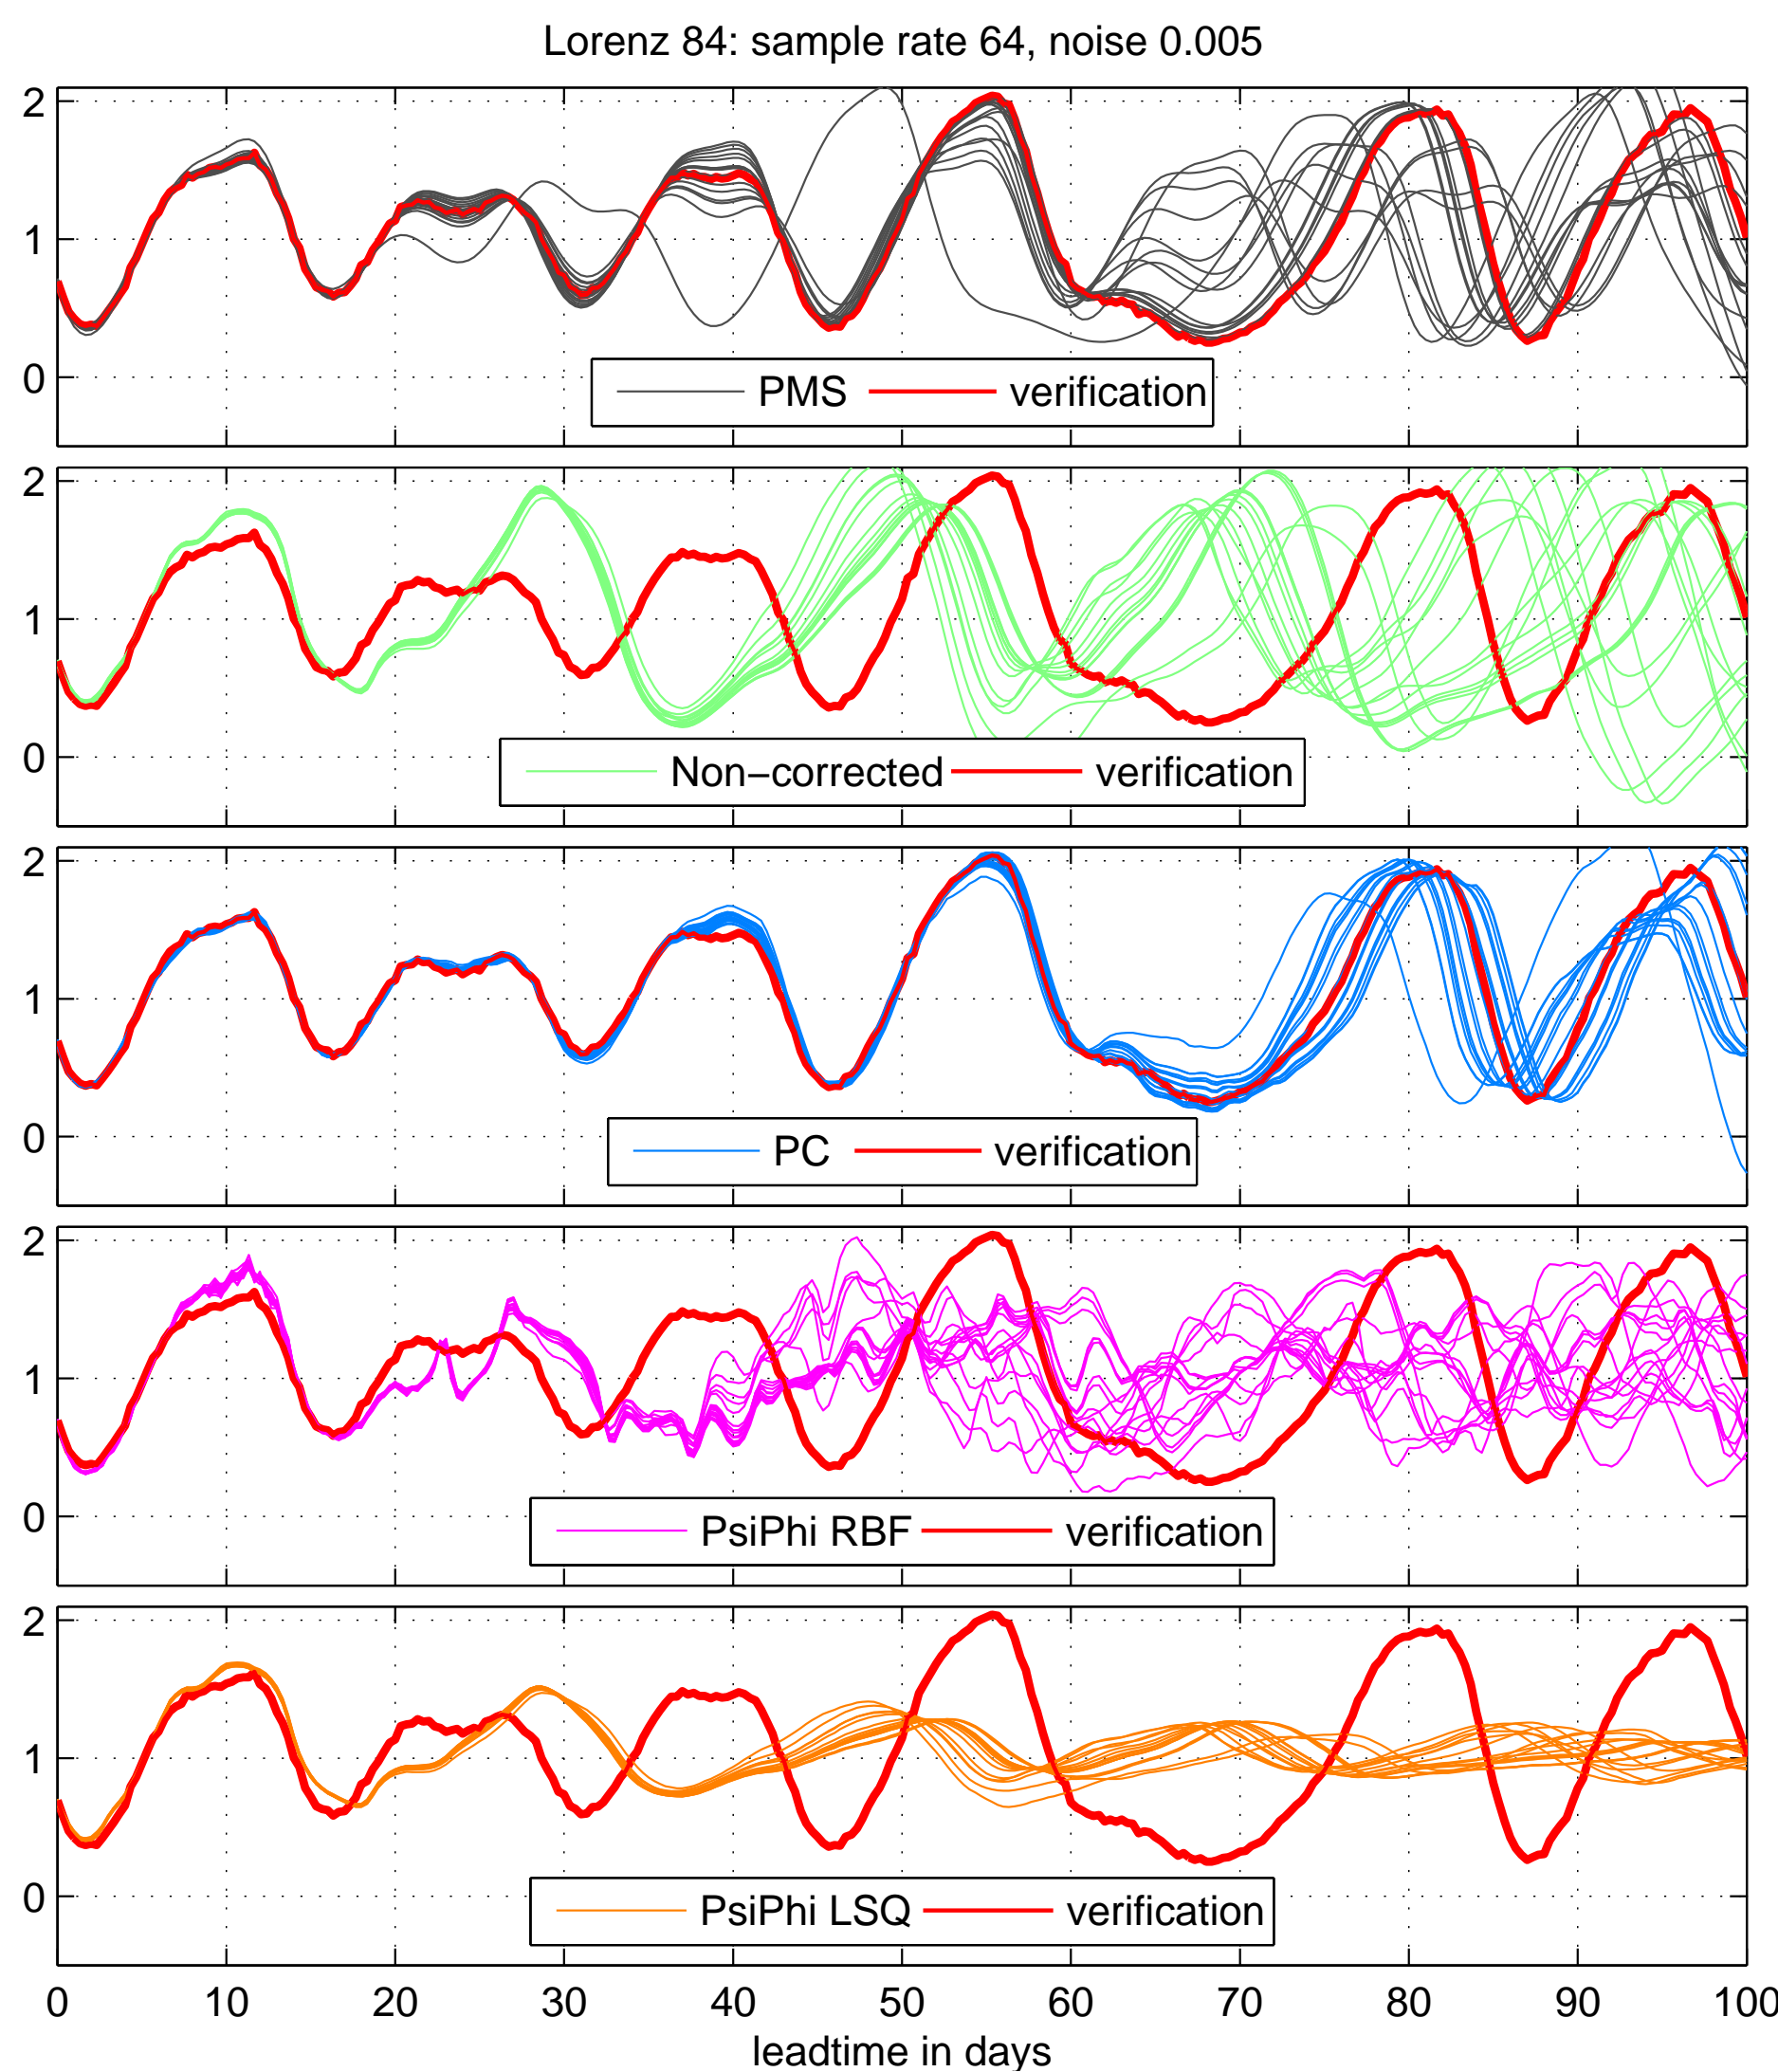 Lorenz 84: sample rate 64, noise 0.005
2
1
0
PMS verification
2
1
0
Non−corrected verification
2
1
0
PC verification
2
1
0
PsiPhi RBF verification
2
1
0
PsiPhi LSQ verification
0 10 20 30 40 50 60 70 80 90 100
leadtime in days